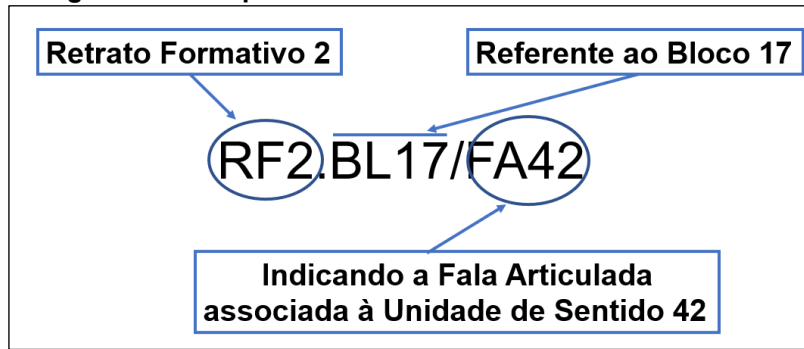 Retrato Formativo 2
Referente ao Bloco 17
RF2.BL17/FA42
Indicando a Fala Articulada
associada à Unidade de Sentido 42